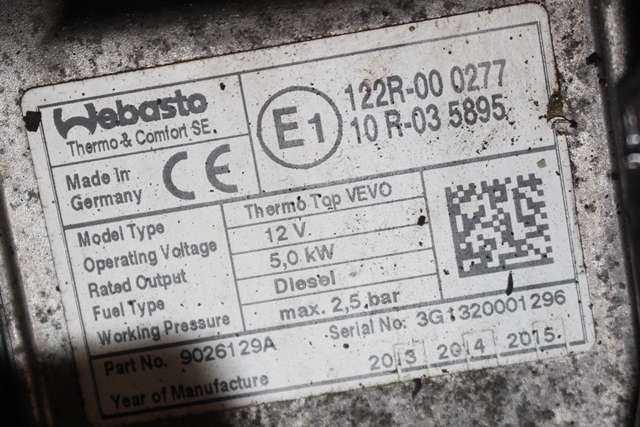 Webasto
Thermo & Comfort SE
E1
122R-00 0277
10 R-03 5895
Made In
Germany
CE
Model Type Thermo Top VEVO
Operating Voltage 12 V
Rated Output 5,0 kW
Fuel Type Diesel
Working Pressure max. 2,5 bar
Part No. 9026129A Serial No.: 3G1320001296
Year of Manufacture 2013 2014 2015